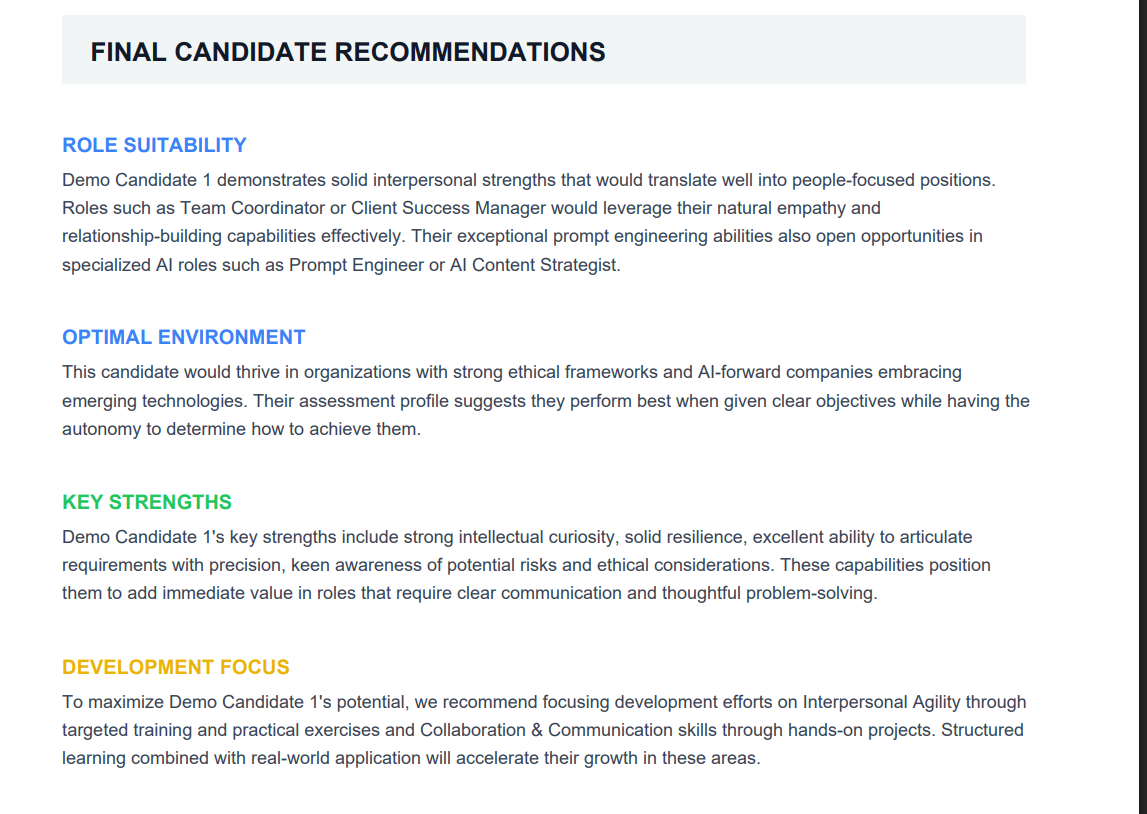 FINAL CANDIDATE RECOMMENDATIONS
ROLE SUITABILITY
Demo Candidate 1 demonstrates solid interpersonal strengths that would translate well into people-focused positions.
Roles such as Team Coordinator or Client Success Manager would leverage their natural empathy and
relationship-building capabilities effectively. Their exceptional prompt engineering abilities also open opportunities in
specialized AI roles such as Prompt Engineer or AI Content Strategist.
OPTIMAL ENVIRONMENT
This candidate would thrive in organizations with strong ethical frameworks and AI-forward companies embracing
emerging technologies. Their assessment profile suggests they perform best when given clear objectives while having the
autonomy to determine how to achieve them.
KEY STRENGTHS
Demo Candidate 1's key strengths include strong intellectual curiosity, solid resilience, excellent ability to articulate
requirements with precision, keen awareness of potential risks and ethical considerations. These capabilities position
them to add immediate value in roles that require clear communication and thoughtful problem-solving.
DEVELOPMENT FOCUS
To maximize Demo Candidate 1's potential, we recommend focusing development efforts on Interpersonal Agility through
targeted training and practical exercises and Collaboration & Communication skills through hands-on projects. Structured
learning combined with real-world application will accelerate their growth in these areas.